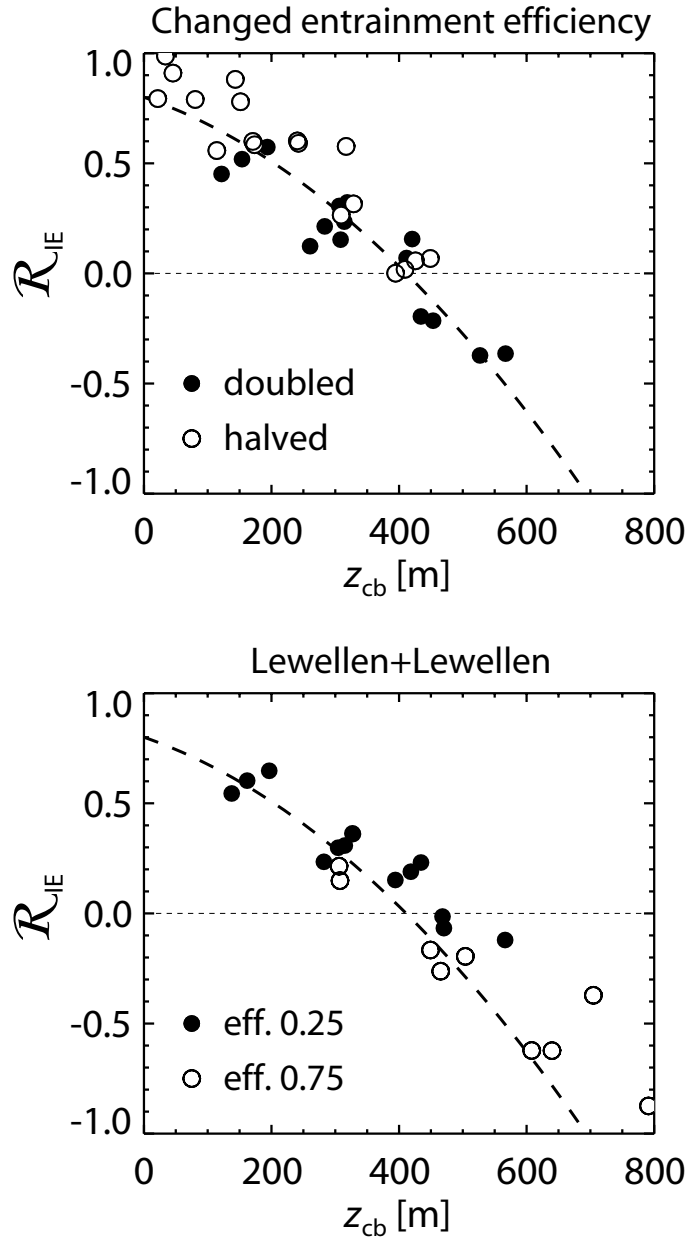 Changed entrainment efficiency
1.0
0.5
0.0
-0.5
-1.0
R_IE
doubled
halved
0 200 400 600 800
z_cb [m]
Lewellen+Lewellen
1.0
0.5
0.0
-0.5
-1.0
R_IE
eff. 0.25
eff. 0.75
0 200 400 600 800
z_cb [m]